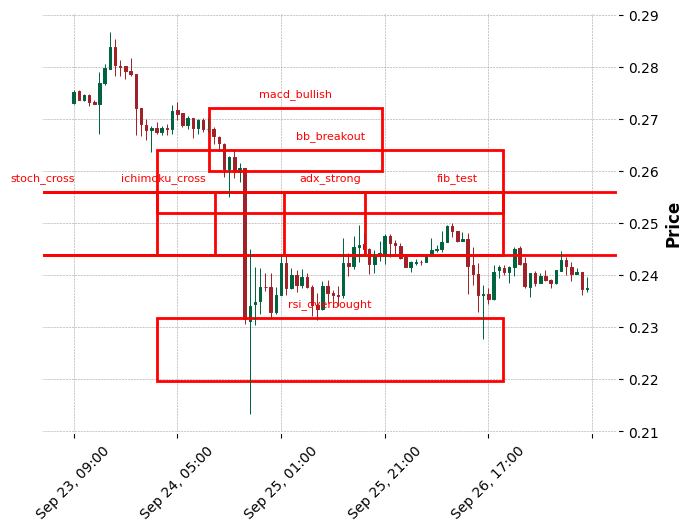 0.29
0.28
macd_bullish
0.27
bb_breakout
0.26
stoch_cross
ichimoku_cross
adx_strong
fib_test
0.25
Price
0.24
rsi_overbought
0.23
0.22
0.21
Sep 23, 09:00
Sep 24, 05:00
Sep 25, 01:00
Sep 25, 21:00
Sep 26, 17:00